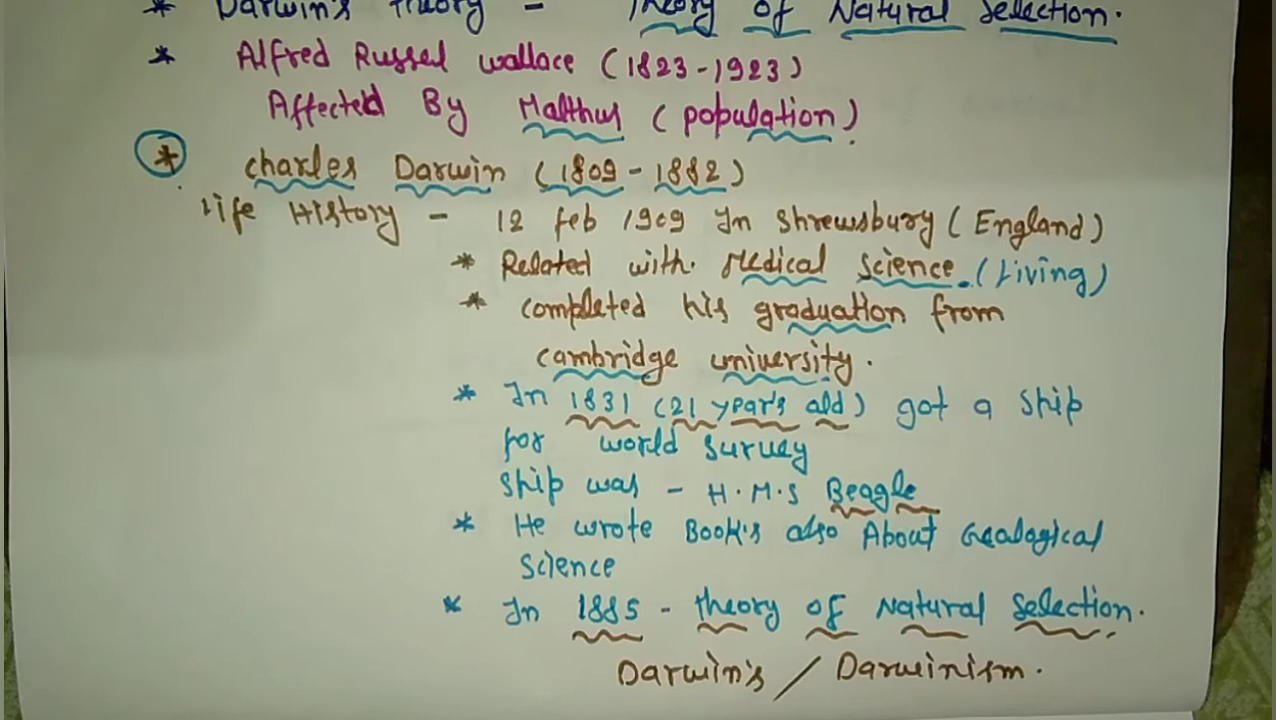 * Darwin's Theory - Theory of Natural Selection.
* Alfred Russel wallace (1823-1923)
Affected By Malthus (population)
* charles Darwin (1809-1882)
Life History - 12 feb 1909 In Shrewsbury (England)
* Related with Medical Science. (Living)
* completed his graduation from
cambridge university.
* In 1831 (21 year's old) got a ship
for world survey
ship was - H.M.S Beagle
* He wrote Book's also About Gealogical
Science
* In 1885 - theory of Natural Selection.
Darwin's / Darwinism.